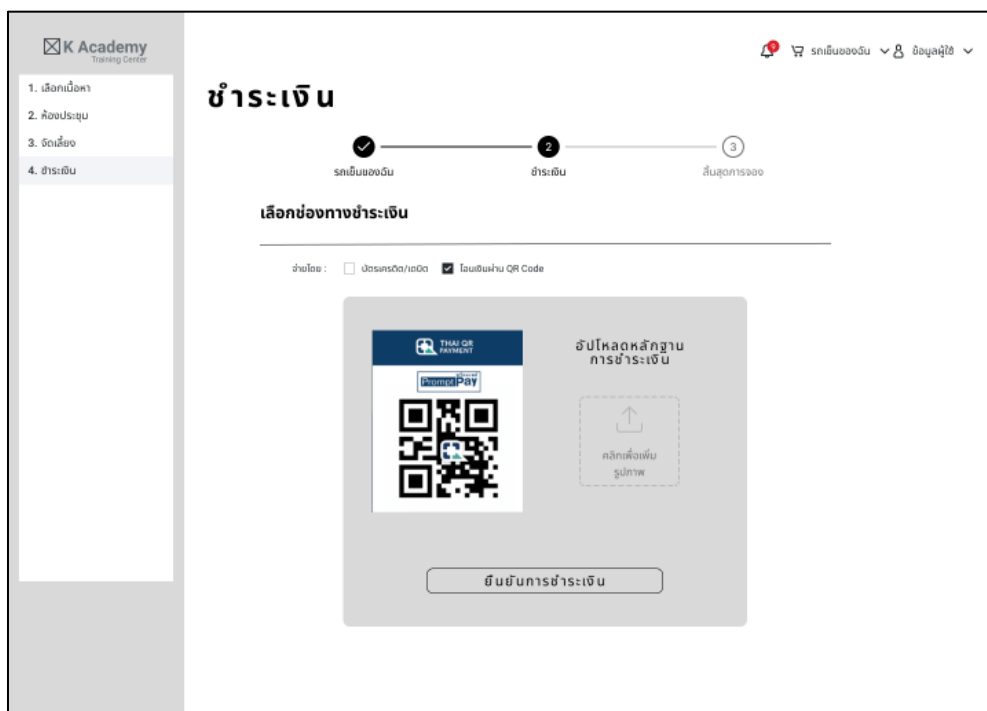 K Academy
Training Center
9
รถเข็นของฉัน
ข้อมูลผู้ใช้
1. เลือกเนื้อหา
2. ห้องประชุม
3. จัดเลี้ยง
4. ชำระเงิน
ชำระเงิน
2
3
รถเข็นของฉัน
ชำระเงิน
สิ้นสุดการจอง
เลือกช่องทางชำระเงิน
จ่ายโดย :
บัตรเครดิต/เดบิต
โอนเงินผ่าน QR Code
THAI QR
PAYMENT
พร้อมเพย์
PromptPay
อัปโหลดหลักฐาน
การชำระเงิน
คลิกเพื่อเพิ่ม
รูปภาพ
ยืนยันการชำระเงิน